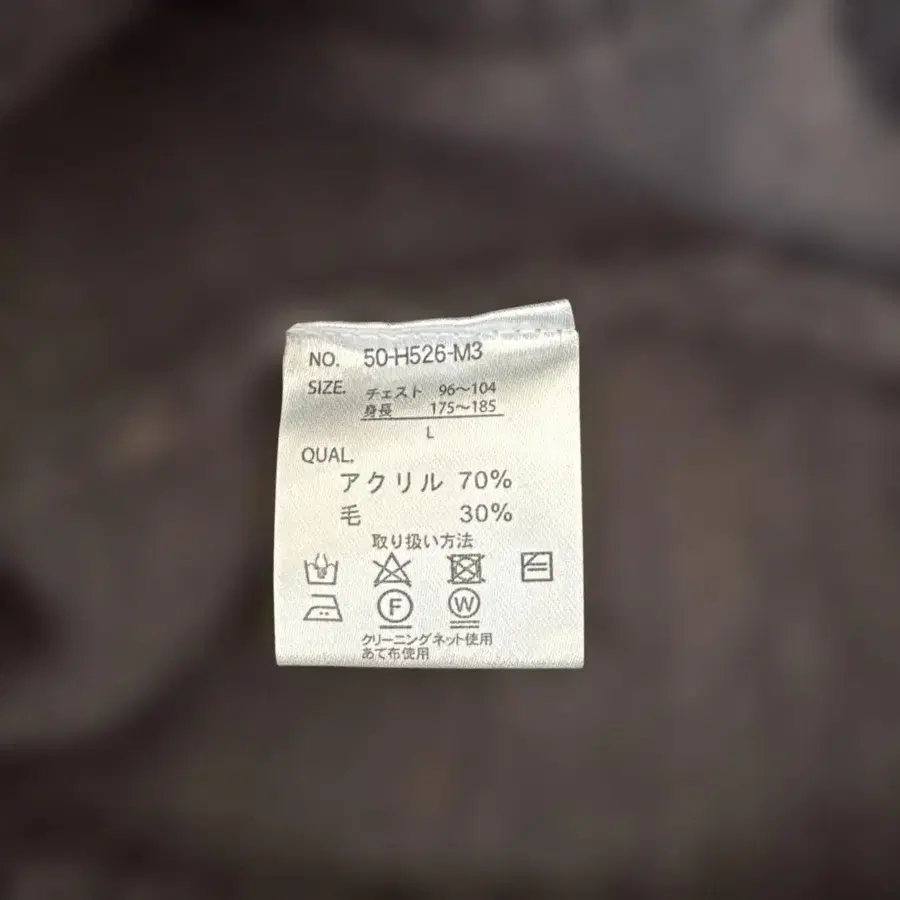 NO. 50-H526-M3
SIZE. チェスト 96〜104
身長 175〜185
L
QUAL.
アクリル 70%
毛 30%
取り扱い方法
F W
クリーニングネット使用
あて布使用